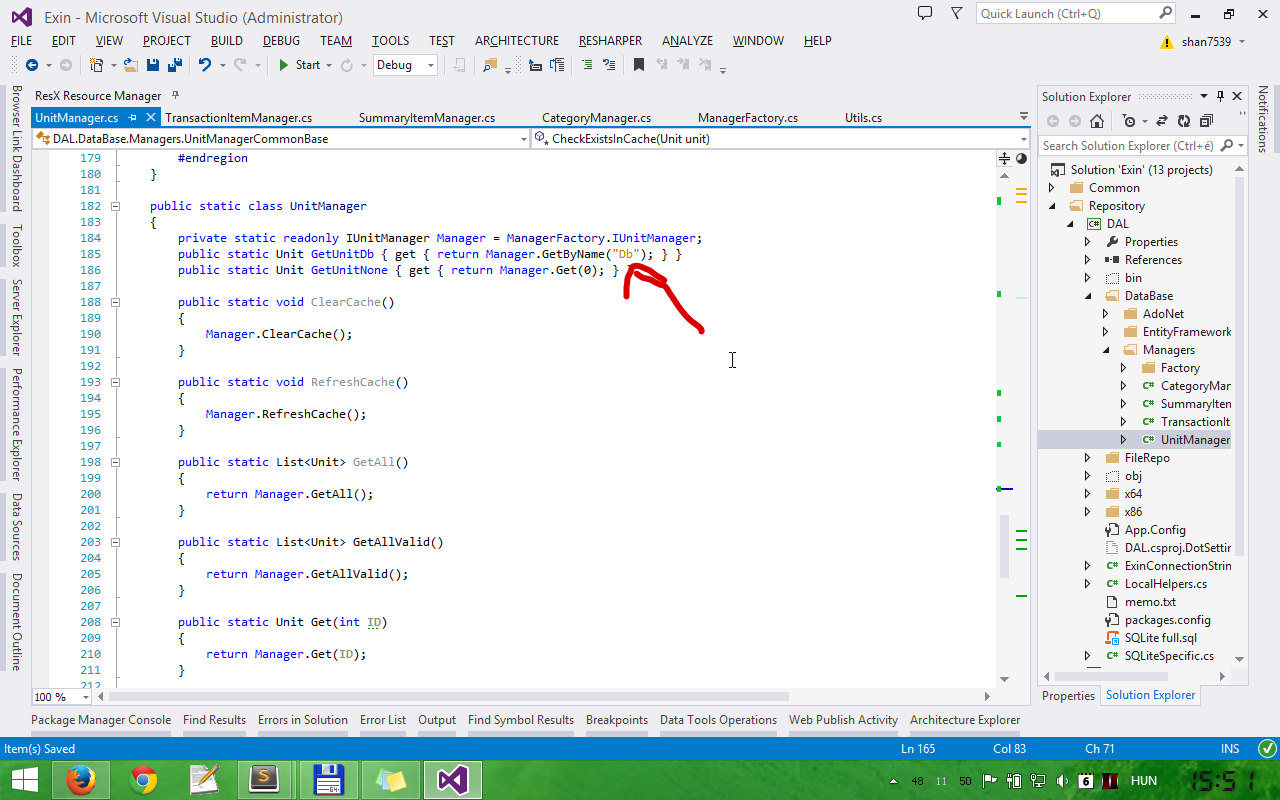 Exin - Microsoft Visual Studio (Administrator)
Quick Launch (Ctrl+Q)
FILE EDIT VIEW PROJECT BUILD DEBUG TEAM TOOLS TEST ARCHITECTURE RESHARPER ANALYZE WINDOW HELP
shan7539
Start Debug
ResX Resource Manager
UnitManager.cs TransactionItemManager.cs SummaryItemManager.cs CategoryManager.cs ManagerFactory.cs Utils.cs
DAL.DataBase.Managers.UnitManagerCommonBase CheckExistsInCache(Unit unit)
179 #endregion
180 }
181
182 public static class UnitManager
183 {
184 private static readonly IUnitManager Manager = ManagerFactory.IUnitManager;
185 public static Unit GetUnitDb { get { return Manager.GetByName("Db"); } }
186 public static Unit GetUnitNone { get { return Manager.Get(0); } }
187
188 public static void ClearCache()
189 {
190 Manager.ClearCache();
191 }
192
193 public static void RefreshCache()
194 {
195 Manager.RefreshCache();
196 }
197
198 public static List<Unit> GetAll()
199 {
200 return Manager.GetAll();
201 }
202
203 public static List<Unit> GetAllValid()
204 {
205 return Manager.GetAllValid();
206 }
207
208 public static Unit Get(int ID)
209 {
210 return Manager.Get(ID);
211 }
212
100 %
Browser Link Dashboard
Toolbox
Server Explorer
Performance Explorer
Data Sources
Document Outline
Solution Explorer
Search Solution Explorer (Ctrl+é)
Solution 'Exin' (13 projects)
Common
Repository
DAL
Properties
References
bin
DataBase
AdoNet
EntityFramework
Managers
Factory
CategoryMar
SummaryItem
TransactionIt
UnitManager
FileRepo
obj
x64
x86
App.Config
DAL.csproj.DotSettin
ExinConnectionStrin
LocalHelpers.cs
memo.txt
packages.config
SQLite full.sql
SQLiteSpecific.cs
Properties Solution Explorer
Notifications
Package Manager Console Find Results Errors in Solution Error List Output Find Symbol Results Breakpoints Data Tools Operations Web Publish Activity Architecture Explorer
Item(s) Saved Ln 165 Col 83 Ch 71 INS
48 11 50 6 HUN 15:51